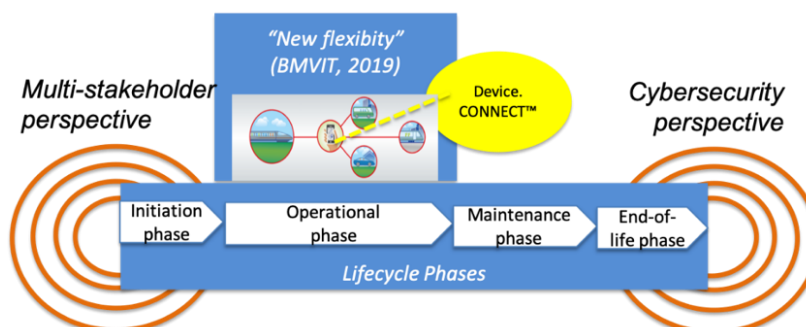 “New flexibity”
(BMVIT, 2019)
Multi-stakeholder
perspective
Device.
CONNECT™
Cybersecurity
perspective
Initiation
phase
Operational
phase
Maintenance
phase
End-of-
life phase
Lifecycle Phases